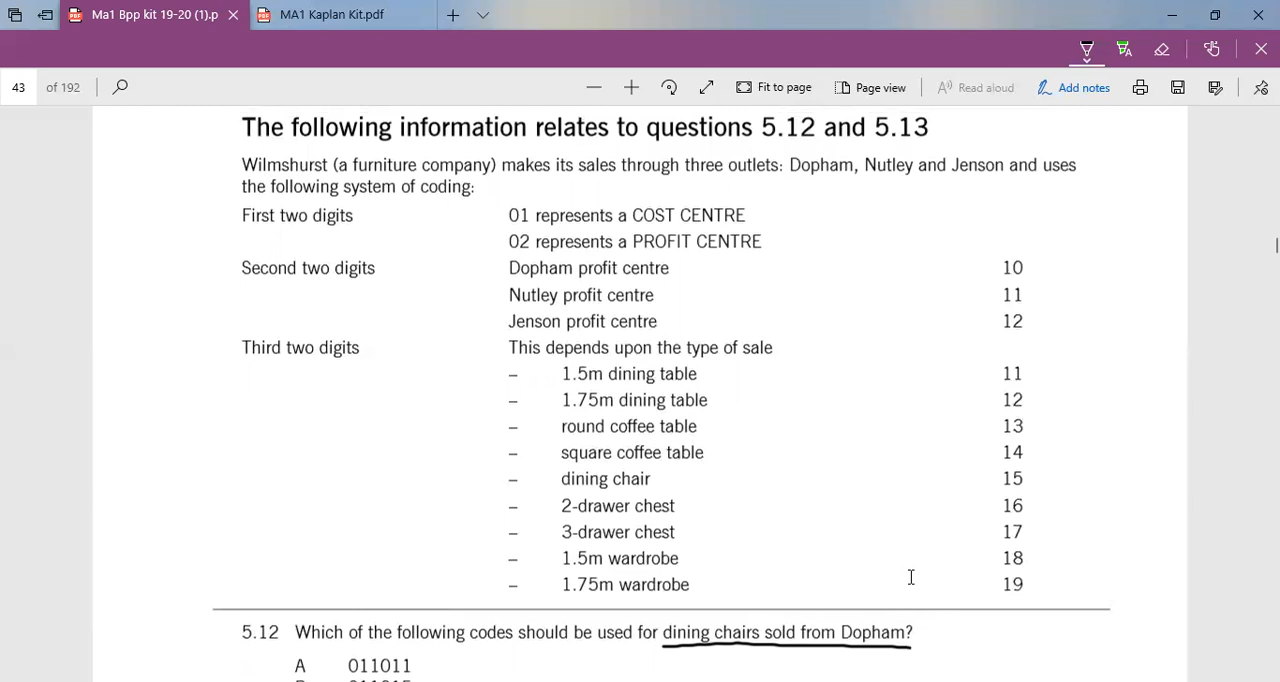 Ma1 Bpp kit 19-20 (1).p
MA1 Kaplan Kit.pdf
43 of 192
Fit to page
Page view
Read aloud
Add notes
The following information relates to questions 5.12 and 5.13
Wilmshurst (a furniture company) makes its sales through three outlets: Dopham, Nutley and Jenson and uses
the following system of coding:
First two digits 01 represents a COST CENTRE
02 represents a PROFIT CENTRE
Second two digits Dopham profit centre 10
Nutley profit centre 11
Jenson profit centre 12
Third two digits This depends upon the type of sale
– 1.5m dining table 11
– 1.75m dining table 12
– round coffee table 13
– square coffee table 14
– dining chair 15
– 2-drawer chest 16
– 3-drawer chest 17
– 1.5m wardrobe 18
– 1.75m wardrobe 19
5.12 Which of the following codes should be used for dining chairs sold from Dopham?
A 011011